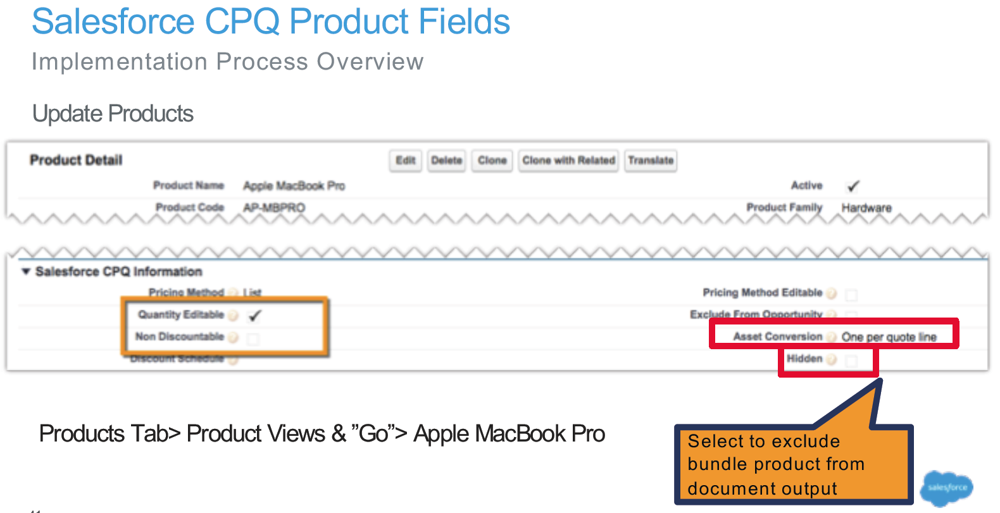 Salesforce CPQ Product Fields
Implementation Process Overview
Update Products
Product Detail
Edit Delete Clone Clone with Related Translate
Product Name Apple MacBook Pro Active
Product Code AP-MBPRO Product Family Hardware
Salesforce CPQ Information
Pricing Method List Pricing Method Editable
Quantity Editable Exclude From Opportunity
Non Discountable Asset Conversion One per quote line
Discount Schedule Hidden
Products Tab> Product Views & ”Go”> Apple MacBook Pro
Select to exclude
bundle product from
document output
salesforce